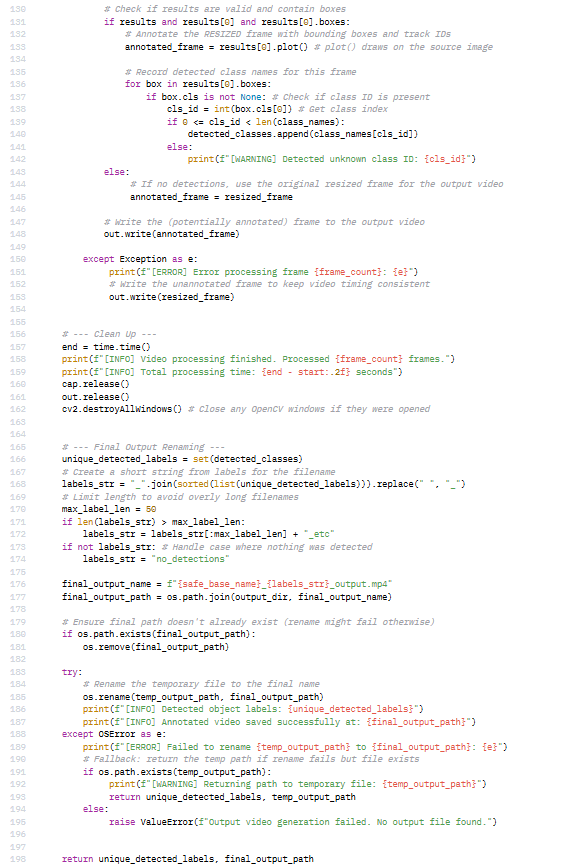 130 # Check if results are valid and contain boxes
131 if results and results[0] and results[0].boxes:
132 # Annotate the RESIZED frame with bounding boxes and track IDs
133 annotated_frame = results[0].plot() # plot() draws on the source image
134
135 # Record detected class names for this frame
136 for box in results[0].boxes:
137 if box.cls is not None: # Check if class ID is present
138 cls_id = int(box.cls[0]) # Get class index
139 if 0 <= cls_id < len(class_names):
140 detected_classes.append(class_names[cls_id])
141 else:
142 print(f"[WARNING] Detected unknown class ID: {cls_id}")
143 else:
144 # If no detections, use the original resized frame for the output video
145 annotated_frame = resized_frame
146
147 # Write the (potentially annotated) frame to the output video
148 out.write(annotated_frame)
149
150 except Exception as e:
151 print(f"[ERROR] Error processing frame {frame_count}: {e}")
152 # Write the unannotated frame to keep video timing consistent
153 out.write(resized_frame)
154
155
156 # --- Clean Up ---
157 end = time.time()
158 print(f"[INFO] Video processing finished. Processed {frame_count} frames.")
159 print(f"[INFO] Total processing time: {end - start:.2f} seconds")
160 cap.release()
161 out.release()
162 cv2.destroyAllWindows() # Close any OpenCV windows if they were opened
163
164
165 # --- Final Output Renaming ---
166 unique_detected_labels = set(detected_classes)
167 # Create a short string from labels for the filename
168 labels_str = "_".join(sorted(list(unique_detected_labels))).replace(" ", "_")
169 # Limit length to avoid overly long filenames
170 max_label_len = 50
171 if len(labels_str) > max_label_len:
172 labels_str = labels_str[:max_label_len] + "_etc"
173 if not labels_str: # Handle case where nothing was detected
174 labels_str = "no_detections"
175
176 final_output_name = f"{safe_base_name}_{labels_str}_output.mp4"
177 final_output_path = os.path.join(output_dir, final_output_name)
178
179 # Ensure final path doesn't already exist (rename might fail otherwise)
180 if os.path.exists(final_output_path):
181 os.remove(final_output_path)
182
183 try:
184 # Rename the temporary file to the final name
185 os.rename(temp_output_path, final_output_path)
186 print(f"[INFO] Detected object labels: {unique_detected_labels}")
187 print(f"[INFO] Annotated video saved successfully at: {final_output_path}")
188 except OSError as e:
189 print(f"[ERROR] Failed to rename {temp_output_path} to {final_output_path}: {e}")
190 # Fallback: return the temp path if rename fails but file exists
191 if os.path.exists(temp_output_path):
192 print(f"[WARNING] Returning path to temporary file: {temp_output_path}")
193 return unique_detected_labels, temp_output_path
194 else:
195 raise ValueError(f"Output video generation failed. No output file found.")
196
197
198 return unique_detected_labels, final_output_path